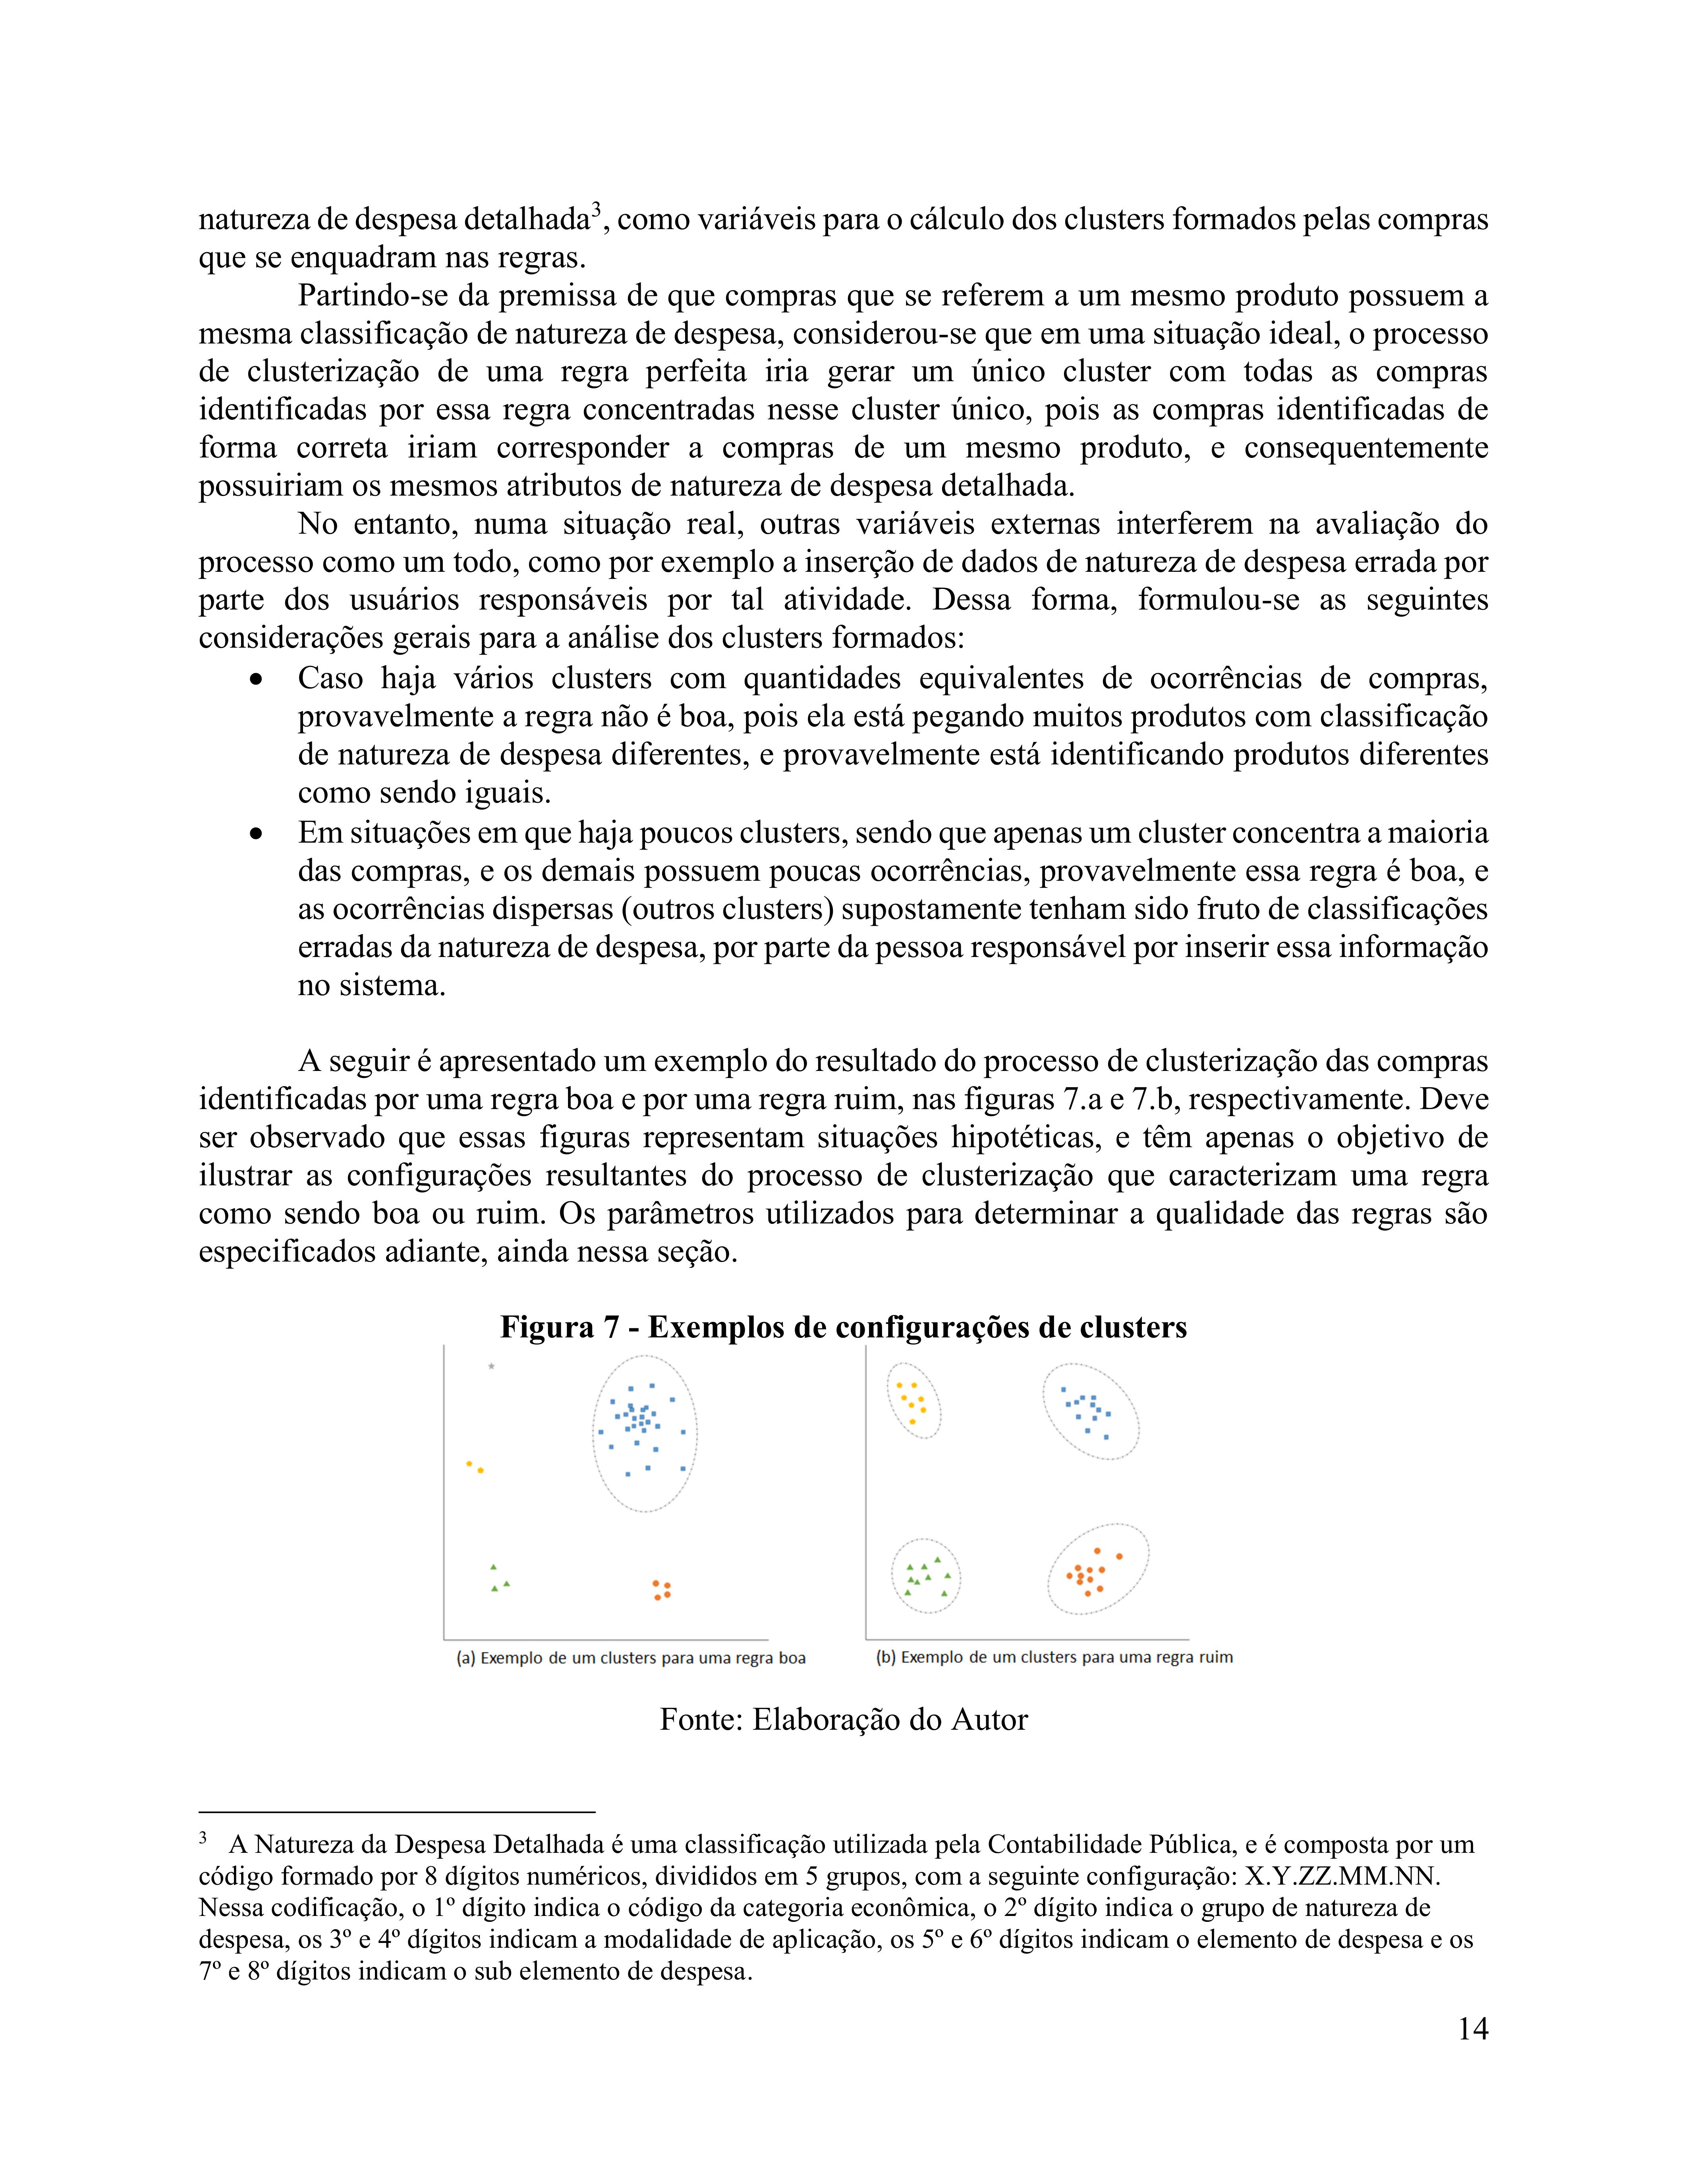 natureza de despesa detalhada³, como variáveis para o cálculo dos clusters formados pelas compras
que se enquadram nas regras.
Partindo-se da premissa de que compras que se referem a um mesmo produto possuem a
mesma classificação de natureza de despesa, considerou-se que em uma situação ideal, o processo
de clusterização de uma regra perfeita iria gerar um único cluster com todas as compras
identificadas por essa regra concentradas nesse cluster único, pois as compras identificadas de
forma correta iriam corresponder a compras de um mesmo produto, e consequentemente
possuiriam os mesmos atributos de natureza de despesa detalhada.
No entanto, numa situação real, outras variáveis externas interferem na avaliação do
processo como um todo, como por exemplo a inserção de dados de natureza de despesa errada por
parte dos usuários responsáveis por tal atividade. Dessa forma, formulou-se as seguintes
considerações gerais para a análise dos clusters formados:
• Caso haja vários clusters com quantidades equivalentes de ocorrências de compras,
provavelmente a regra não é boa, pois ela está pegando muitos produtos com classificação
de natureza de despesa diferentes, e provavelmente está identificando produtos diferentes
como sendo iguais.
• Em situações em que haja poucos clusters, sendo que apenas um cluster concentra a maioria
das compras, e os demais possuem poucas ocorrências, provavelmente essa regra é boa, e
as ocorrências dispersas (outros clusters) supostamente tenham sido fruto de classificações
erradas da natureza de despesa, por parte da pessoa responsável por inserir essa informação
no sistema.
A seguir é apresentado um exemplo do resultado do processo de clusterização das compras
identificadas por uma regra boa e por uma regra ruim, nas figuras 7.a e 7.b, respectivamente. Deve
ser observado que essas figuras representam situações hipotéticas, e têm apenas o objetivo de
ilustrar as configurações resultantes do processo de clusterização que caracterizam uma regra
como sendo boa ou ruim. Os parâmetros utilizados para determinar a qualidade das regras são
especificados adiante, ainda nessa seção.
Figura 7 - Exemplos de configurações de clusters
(a) Exemplo de um clusters para uma regra boa
(b) Exemplo de um clusters para uma regra ruim
Fonte: Elaboração do Autor
³ A Natureza da Despesa Detalhada é uma classificação utilizada pela Contabilidade Pública, e é composta por um
código formado por 8 dígitos numéricos, divididos em 5 grupos, com a seguinte configuração: X.Y.ZZ.MM.NN.
Nessa codificação, o 1º dígito indica o código da categoria econômica, o 2º dígito indica o grupo de natureza de
despesa, os 3º e 4º dígitos indicam a modalidade de aplicação, os 5º e 6º dígitos indicam o elemento de despesa e os
7º e 8º dígitos indicam o sub elemento de despesa.
14